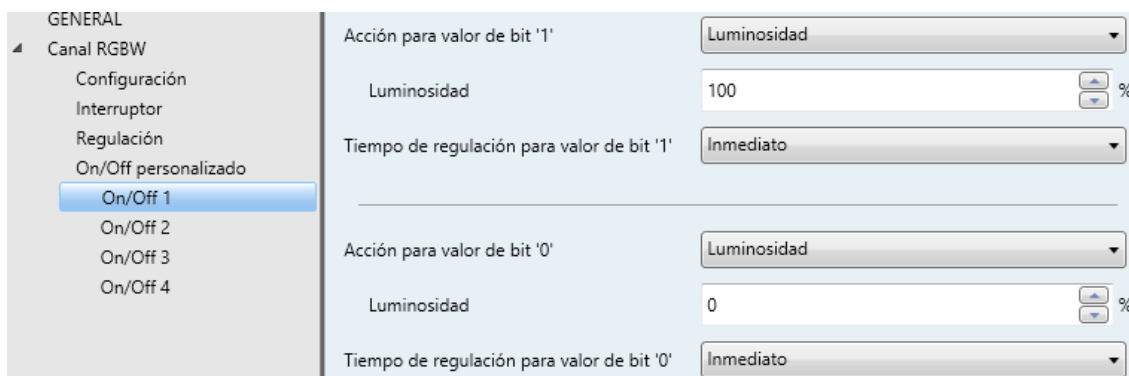 GENERAL
Canal RGBW
Configuración
Interruptor
Regulación
On/Off personalizado
On/Off 1
On/Off 2
On/Off 3
On/Off 4
Acción para valor de bit '1' Luminosidad
Luminosidad 100 %
Tiempo de regulación para valor de bit '1' Inmediato
Acción para valor de bit '0' Luminosidad
Luminosidad 0 %
Tiempo de regulación para valor de bit '0' Inmediato